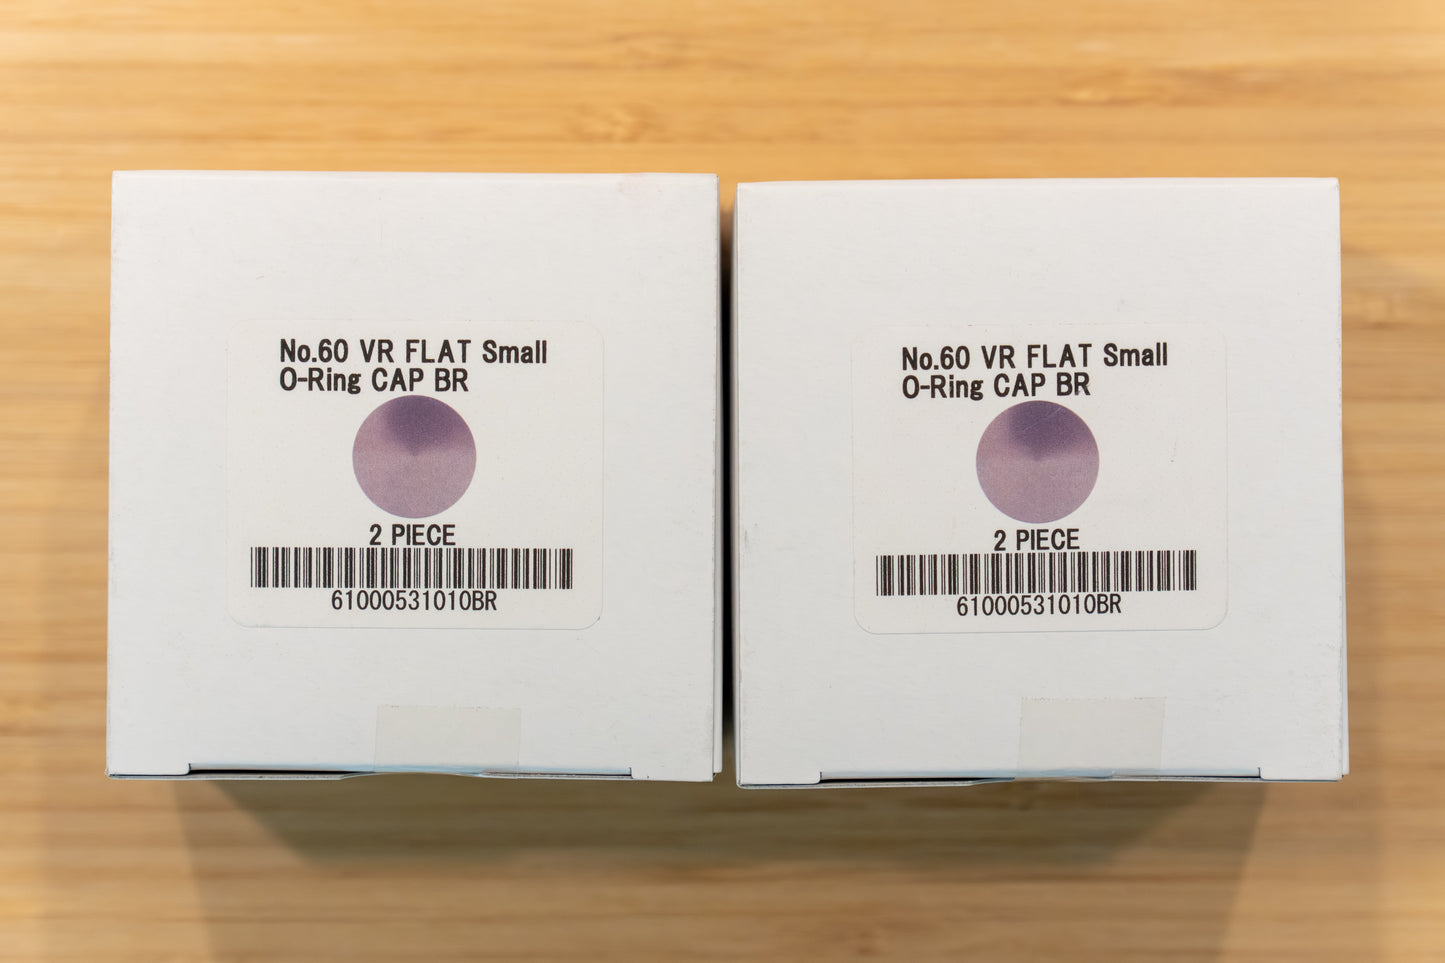 No.60 VR FLAT Small
O-Ring CAP BR
2 PIECE
61000531010BR
No.60 VR FLAT Small
O-Ring CAP BR
2 PIECE
61000531010BR